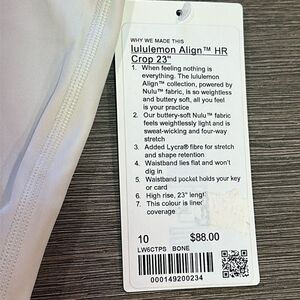 WHY WE MADE THIS
lululemon Align™ HR
Crop 23"
1. When feeling nothing is
everything. The lululemon
Align™ collection, powered by
Nulu™ fabric, is so weightless
and buttery soft, all you feel
is your practice
2. Our buttery-soft Nulu™ fabric
feels weightlessly light and is
sweat-wicking and four-way
stretch
3. Added Lycra® fibre for stretch
and shape retention
4. Waistband lies flat and won't
dig in
5. Waistband pocket holds your key
or card
6. High rise, 23" lengt
7. This colour is line
coverage
10 $88.00
LW6CTPS BONE
000149200234